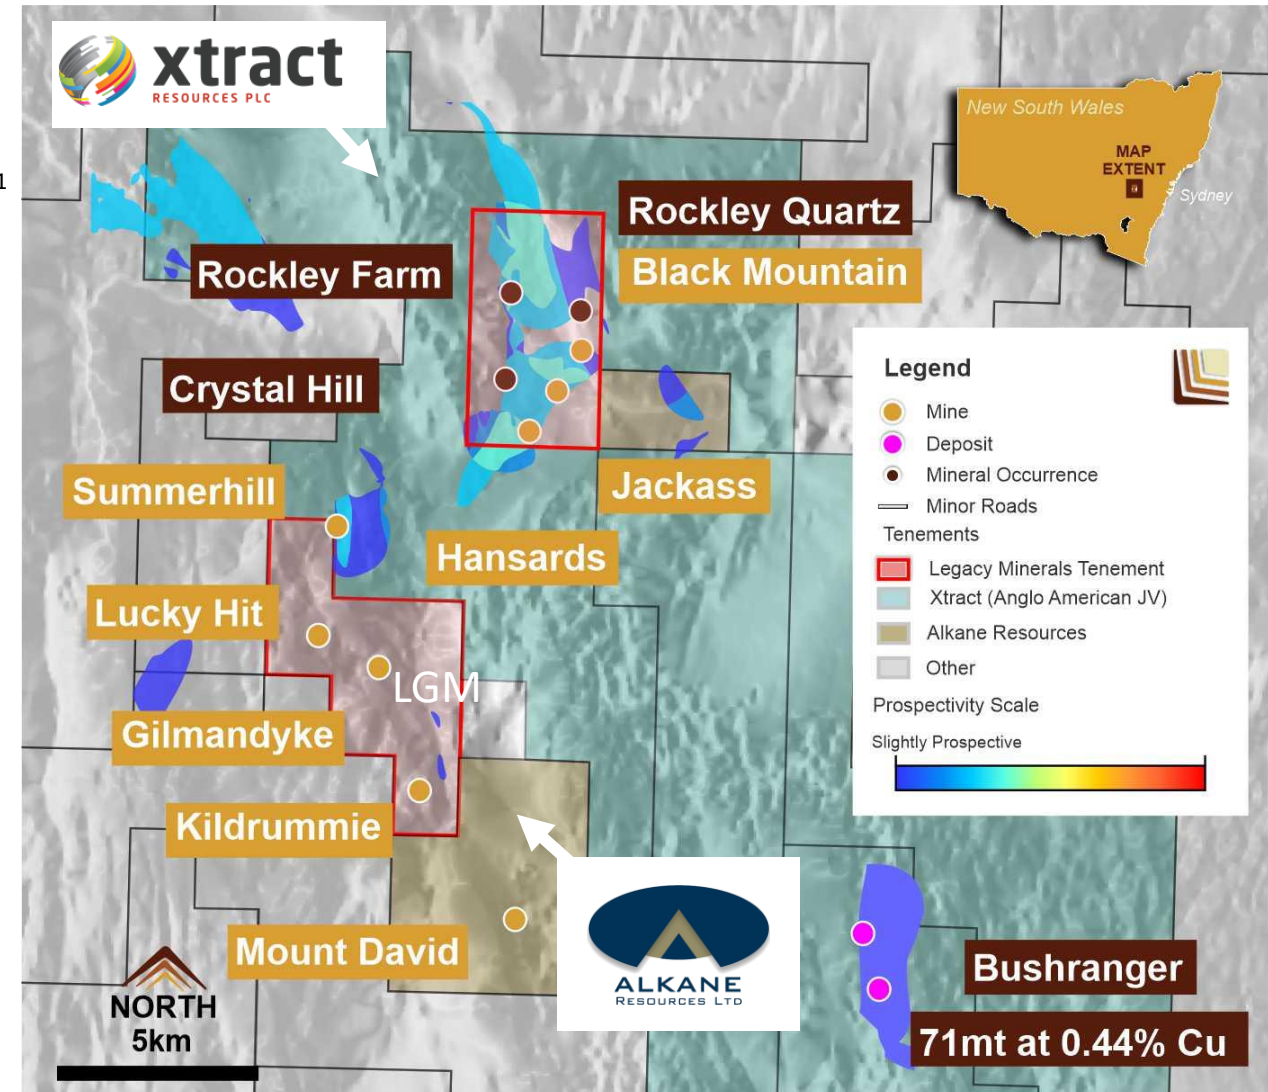 xtract
RESOURCES PLC
New South Wales
MAP
EXTENT
Sydney
1
Rockley Quartz
Black Mountain
Rockley Farm
Crystal Hill
Summerhill
Jackass
Hansards
Lucky Hit
LGM
Gilmandyke
Kildrummie
Mount David
Legend
Mine
Deposit
Mineral Occurrence
Minor Roads
Tenements
Legacy Minerals Tenement
Xtract (Anglo American JV)
Alkane Resources
Other
Prospectivity Scale
Slightly Prospective
ALKANE
RESOURCES LTD
Bushranger
71mt at 0.44% Cu
NORTH
5km